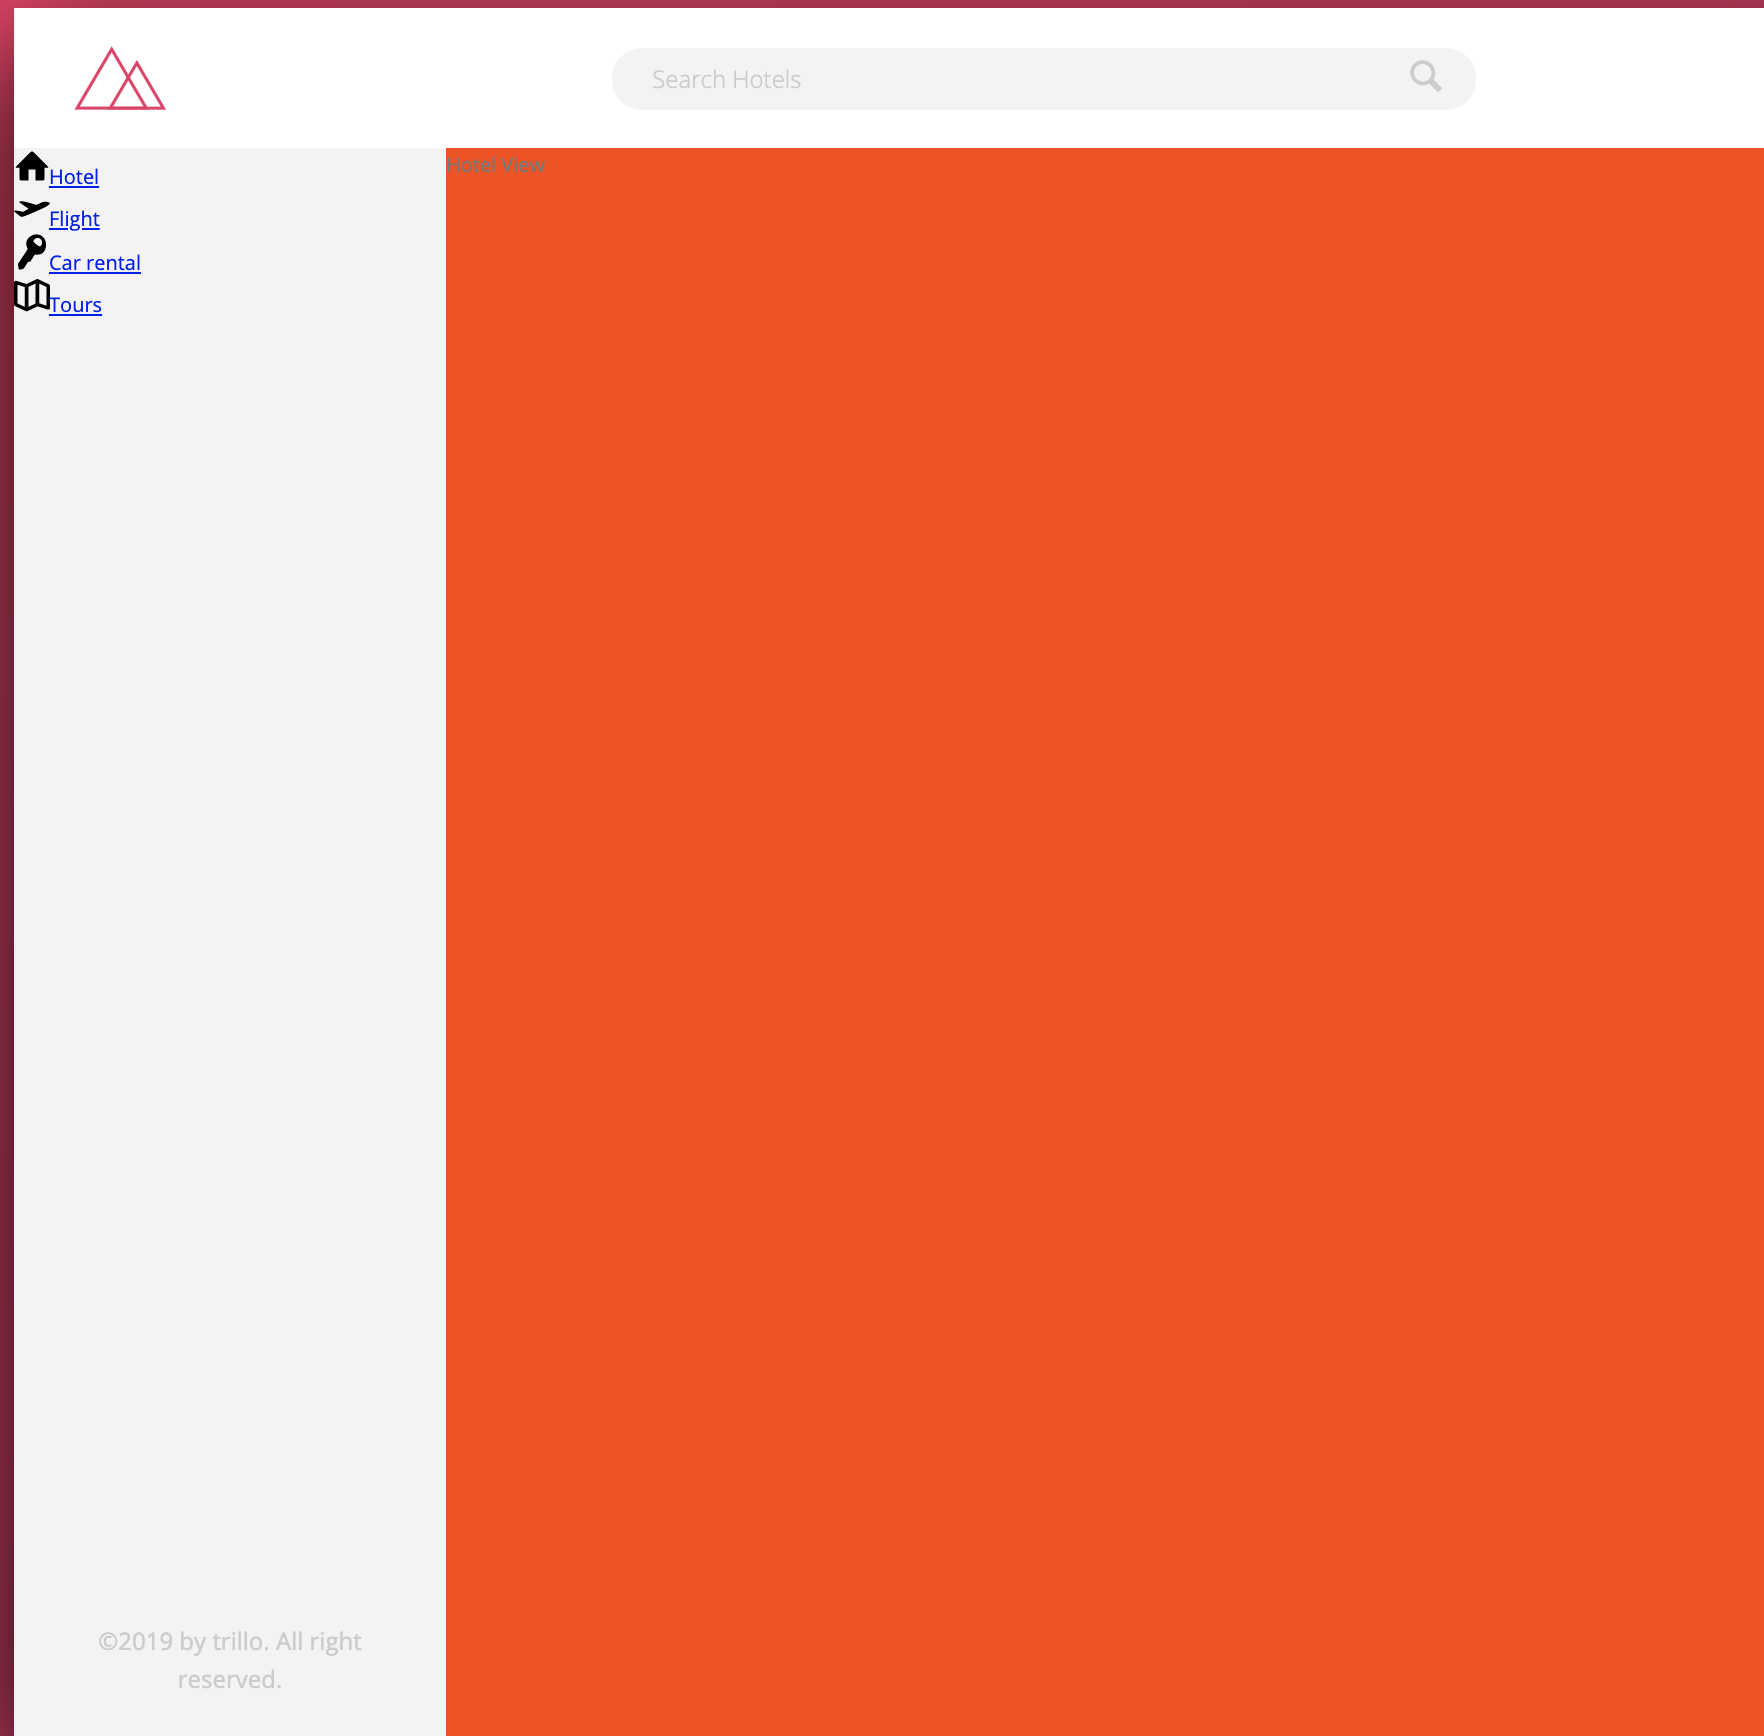 Search Hotels
Hotel
Flight
Car rental
Tours
Hotel View
©2019 by trillo. All right
reserved.